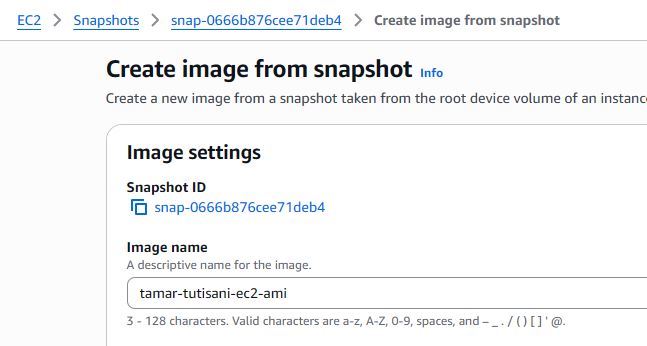 EC2 > Snapshots > snap-0666b876cee71deb4 > Create image from snapshot
Create image from snapshot Info
Create a new image from a snapshot taken from the root device volume of an instance
Image settings
Snapshot ID
snap-0666b876cee71deb4
Image name
A descriptive name for the image.
tamar-tutisani-ec2-ami
3 - 128 characters. Valid characters are a-z, A-Z, 0-9, spaces, and – _ . / ( ) [ ] ' @.